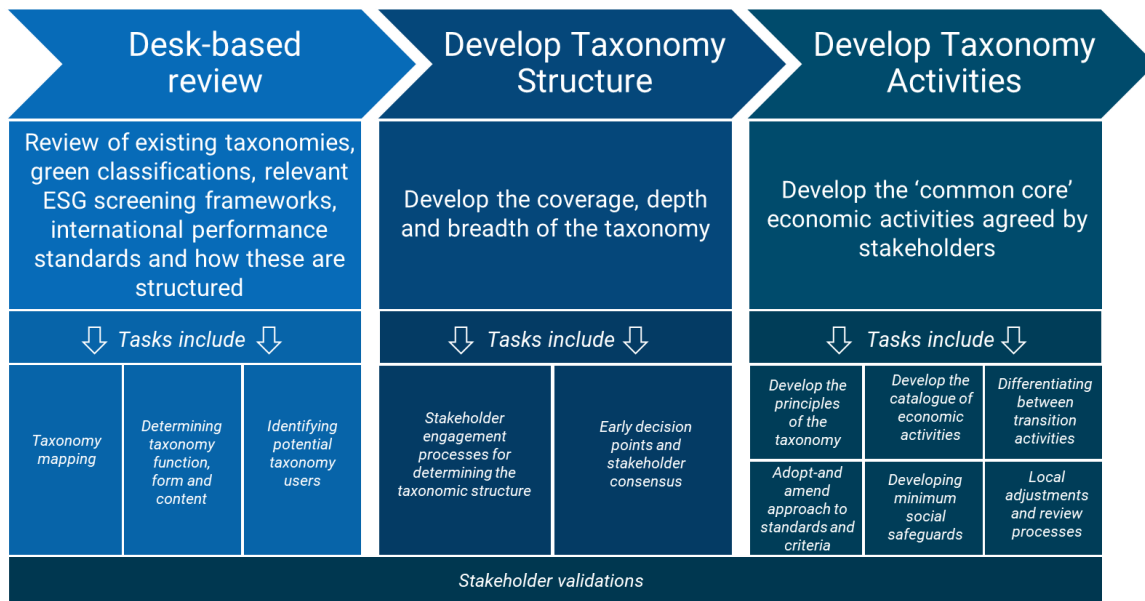 Desk-based
review
Develop Taxonomy
Structure
Develop Taxonomy
Activities
Review of existing taxonomies,
green classifications, relevant
ESG screening frameworks,
international performance
standards and how these are
structured
Develop the coverage, depth
and breadth of the taxonomy
Develop the ‘common core’
economic activities agreed by
stakeholders
Tasks include
Tasks include
Tasks include
Taxonomy
mapping
Determining
taxonomy
function,
form and
content
Identifying
potential
taxonomy
users
Stakeholder
engagement
processes for
determining the
taxonomic structure
Early decision
points and
stakeholder
consensus
Develop the
principles
of the
taxonomy
Develop the
catalogue of
economic
activities
Differentiating
between
transition
activities
Adopt-and
amend
approach to
standards and
criteria
Developing
minimum
social
safeguards
Local
adjustments
and review
processes
Stakeholder validations